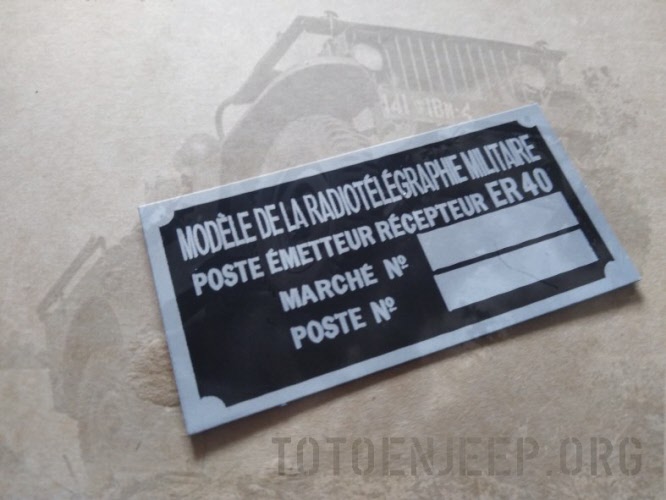 MODÈLE DE LA RADIOTÉLÉGRAPHIE MILITAIRE
POSTE ÉMETTEUR RÉCEPTEUR ER 40
MARCHÉ Nº
POSTE Nº
TOTOENJEEP.ORG